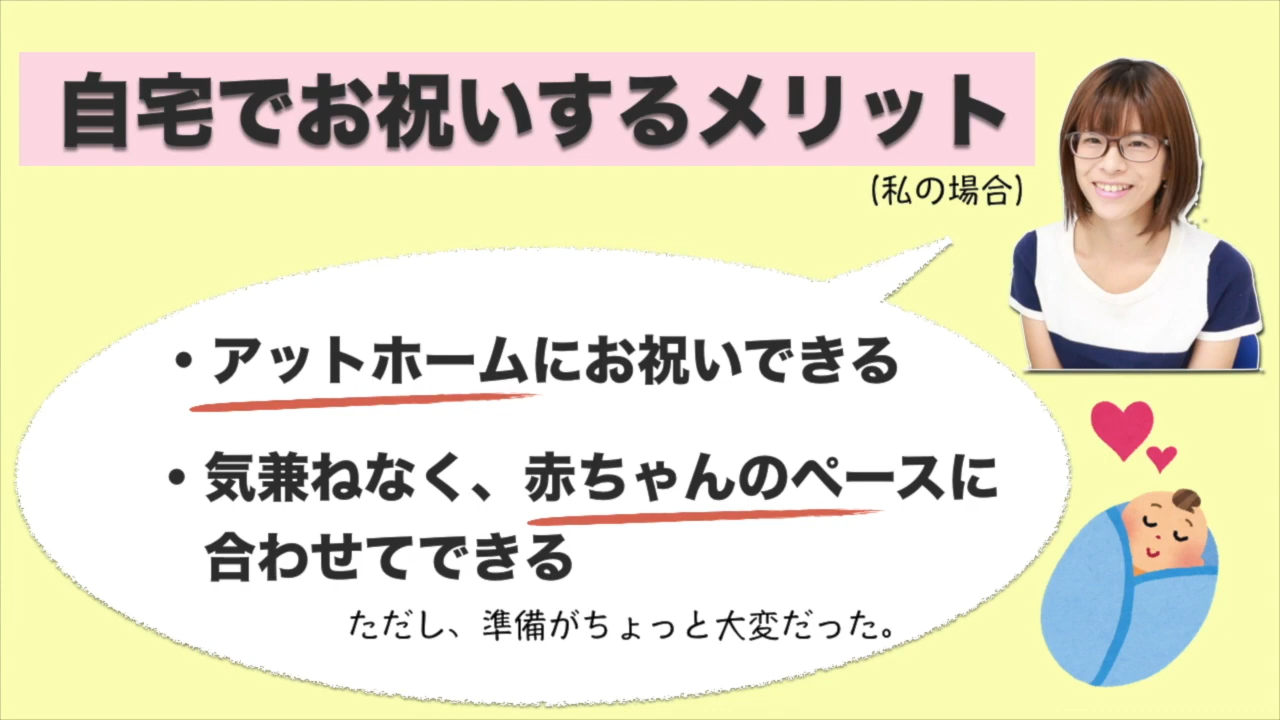 自宅でお祝いするメリット
(私の場合)
・アットホームにお祝いできる
・気兼ねなく、赤ちゃんのペースに
合わせてできる
ただし、準備がちょっと大変だった。